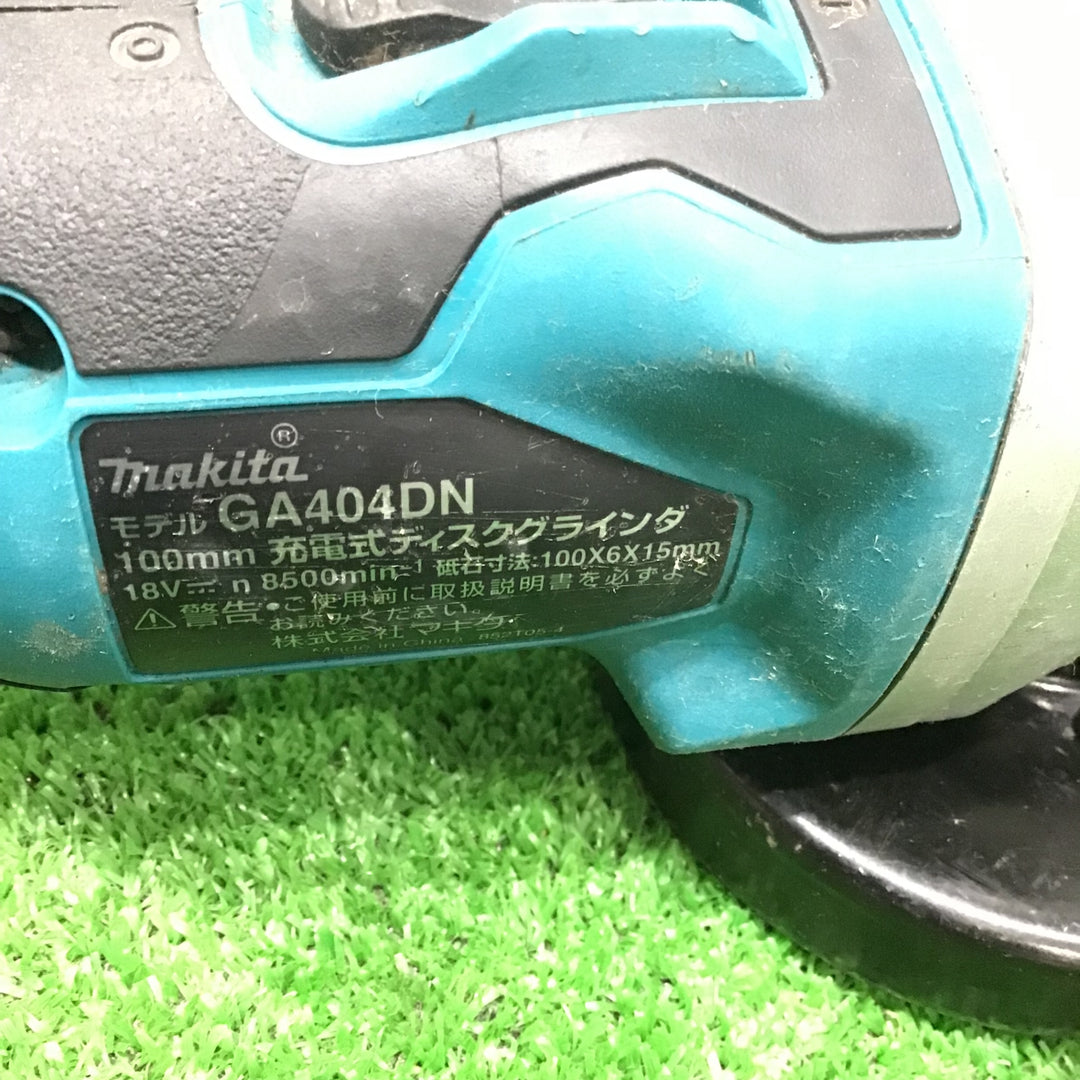 makita®
モデル GA404DN
100mm 充電式ディスクグラインダ
18V⎓ n 8500min⁻¹ 砥石寸法:100X6X15mm
⚠警告・ご使用前に取扱説明書を必ずよく
お読みください。
株式会社 マキタ
Made in China 852T05-4